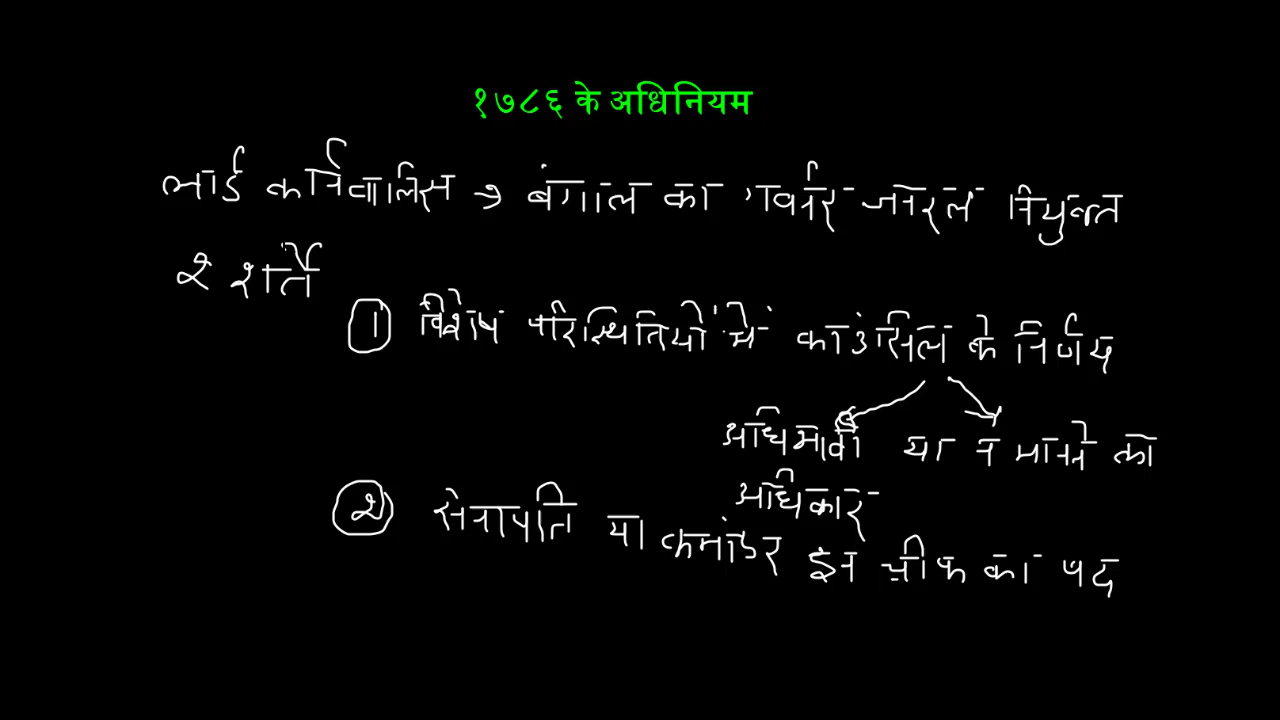 १७८६ के अधिनियम
लार्ड कार्नवालिस → बंगाल का गवर्नर जनरल नियुक्त
२ शर्ते
① विशेष परिस्थितियों में काउंसिल के निर्णय
अधिभावी या न मानने का
अधिकार
② सेनापति या कमांडर इन चीफ का पद